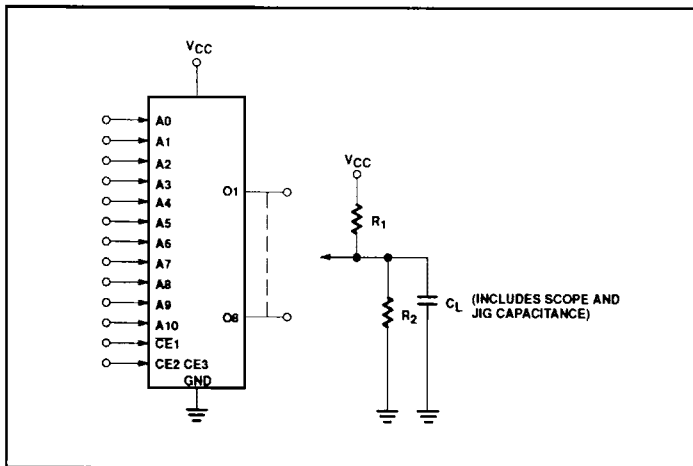 VCC
A0
A1
A2
A3
A4
A5
A6
A7
A8
A9
A10
CE1
CE2 CE3
GND
O1
O8
VCC
R1
R2
CL (INCLUDES SCOPE AND
JIG CAPACITANCE)